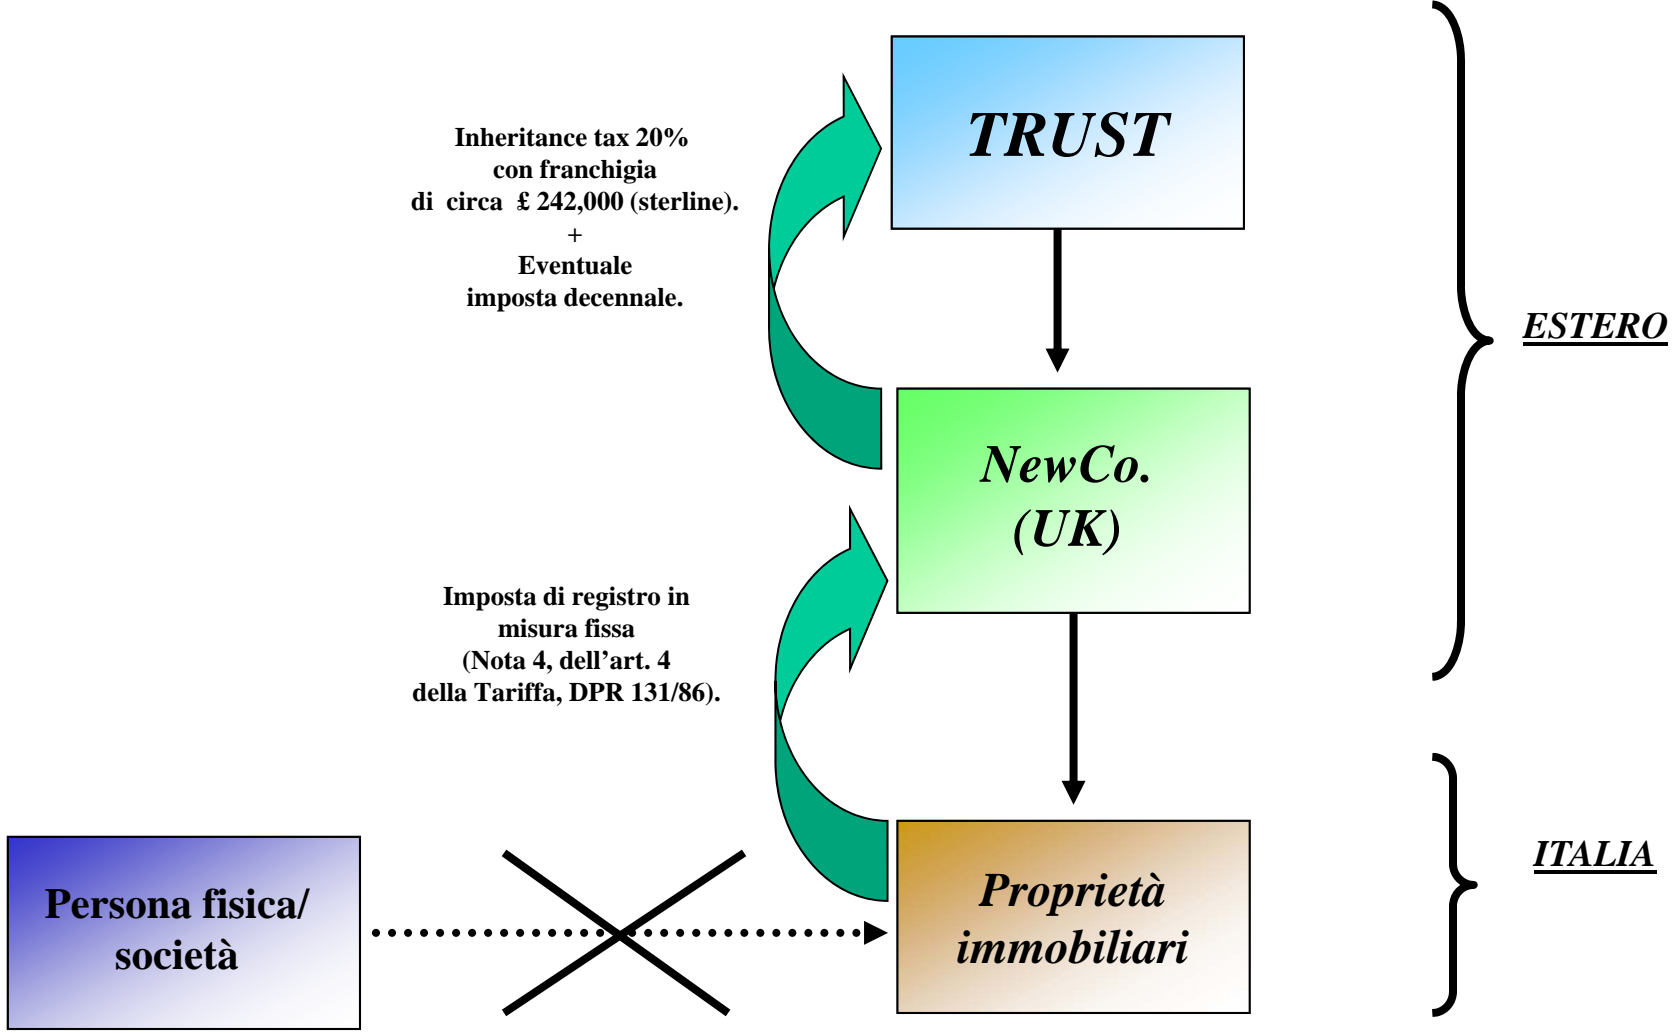 TRUST
Inheritance tax 20%
con franchigia
di circa £ 242,000 (sterline).
+
Eventuale
imposta decennale.
ESTERO
NewCo.
(UK)
Imposta di registro in
misura fissa
(Nota 4, dell’art. 4
della Tariffa, DPR 131/86).
ITALIA
Persona fisica/
società
Proprietà
immobiliari